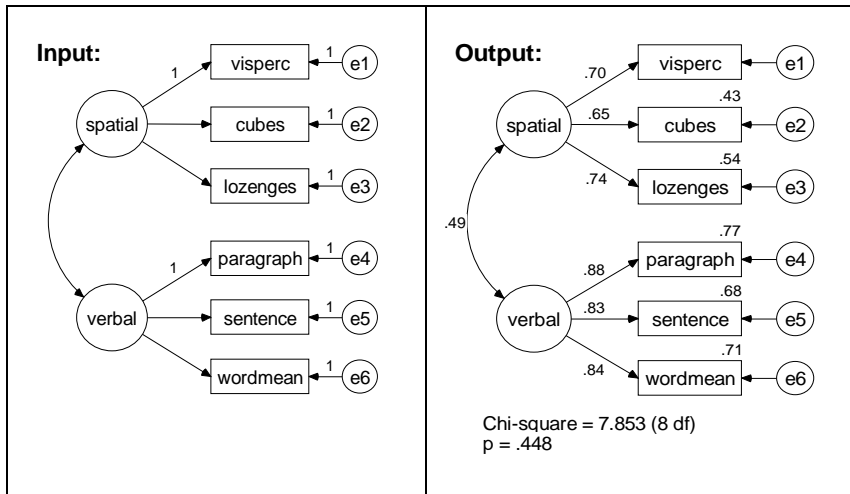 Input:
1
visperc
1
e1
spatial
cubes
1
e2
lozenges
1
e3
1
paragraph
1
e4
verbal
sentence
1
e5
wordmean
1
e6
Output:
.70
visperc
e1
spatial
.65
.43
cubes
e2
.74
.54
lozenges
e3
.49
.77
.88
paragraph
e4
verbal
.83
.68
sentence
e5
.84
.71
wordmean
e6
Chi-square = 7.853 (8 df)
p = .448